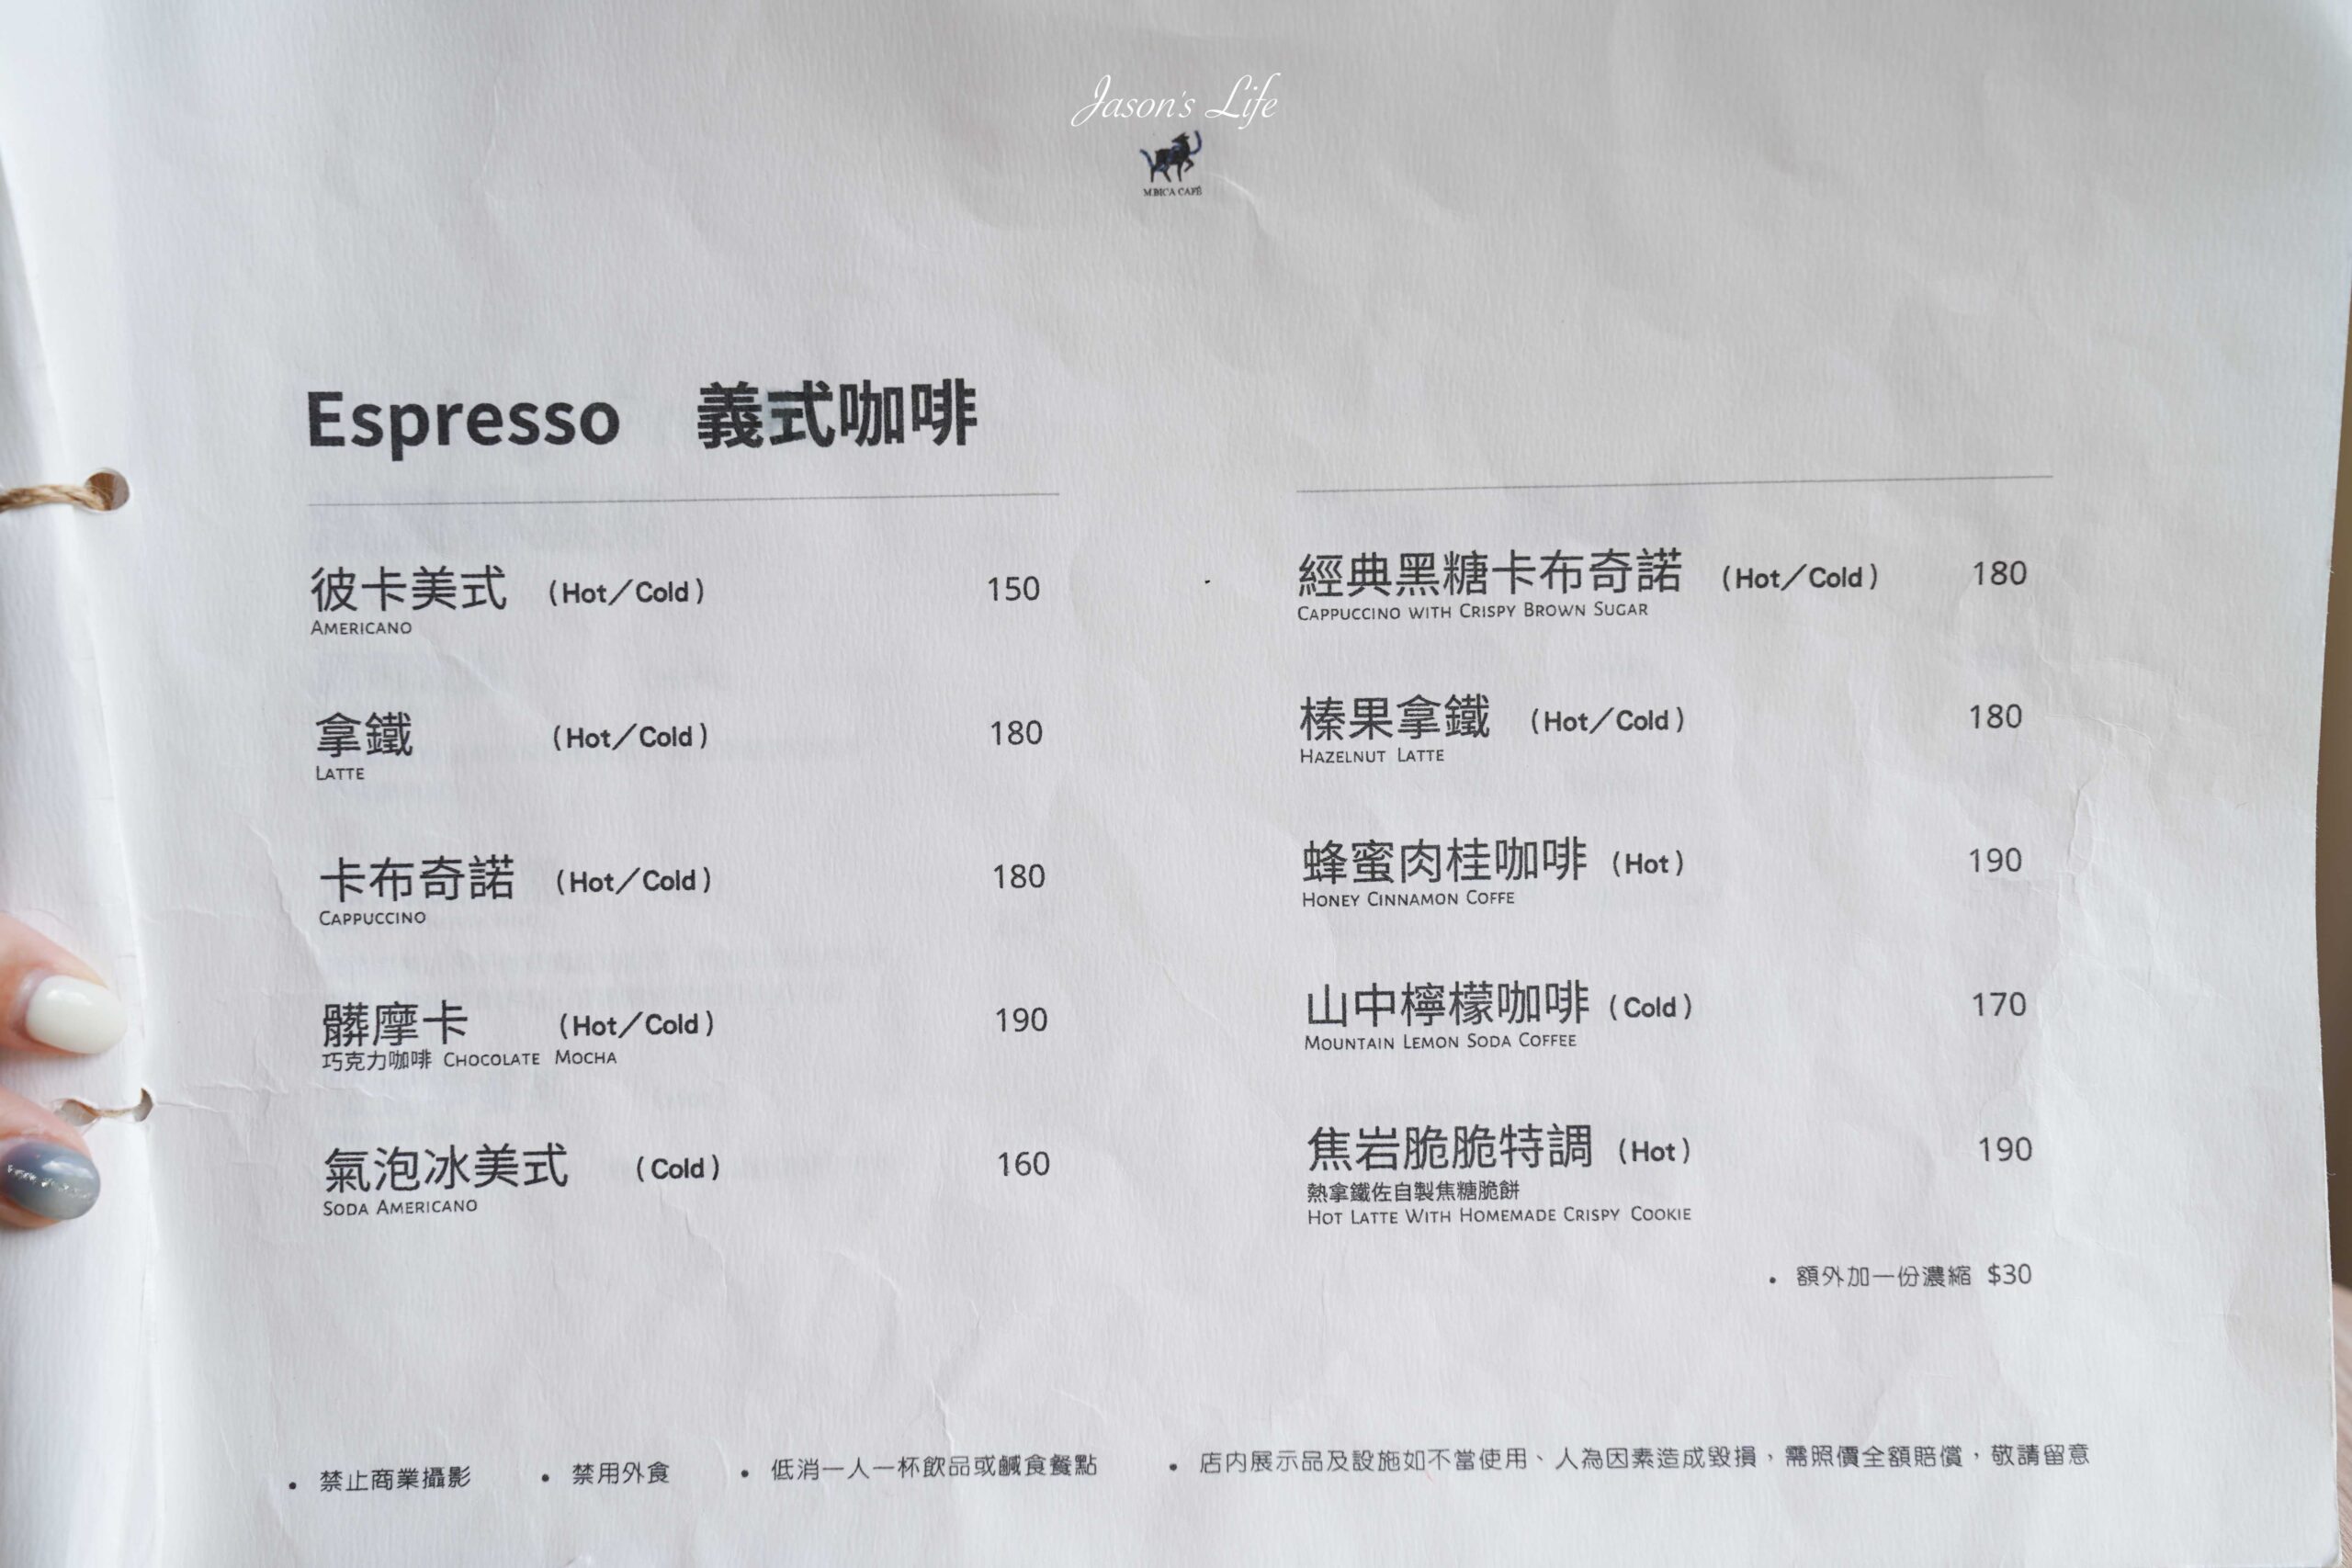 Jason's Life
M.BICA CAFÉ
Espresso 義式咖啡
彼卡美式 (Hot／Cold) 150
AMERICANO
拿鐵 (Hot／Cold) 180
LATTE
卡布奇諾 (Hot／Cold) 180
CAPPUCCINO
髒摩卡 (Hot／Cold) 190
巧克力咖啡 CHOCOLATE MOCHA
氣泡冰美式 (Cold) 160
SODA AMERICANO
經典黑糖卡布奇諾 (Hot／Cold) 180
CAPPUCCINO WITH CRISPY BROWN SUGAR
榛果拿鐵 (Hot／Cold) 180
HAZELNUT LATTE
蜂蜜肉桂咖啡 (Hot) 190
HONEY CINNAMON COFFE
山中檸檬咖啡 (Cold) 170
MOUNTAIN LEMON SODA COFFEE
焦岩脆脆特調 (Hot) 190
熱拿鐵佐自製焦糖脆餅
HOT LATTE WITH HOMEMADE CRISPY COOKIE
• 額外加一份濃縮 $30
• 禁止商業攝影 • 禁用外食 • 低消一人一杯飲品或鹹食餐點 • 店內展示品及設施如不當使用、人為因素造成毀損，需照價全額賠償，敬請留意